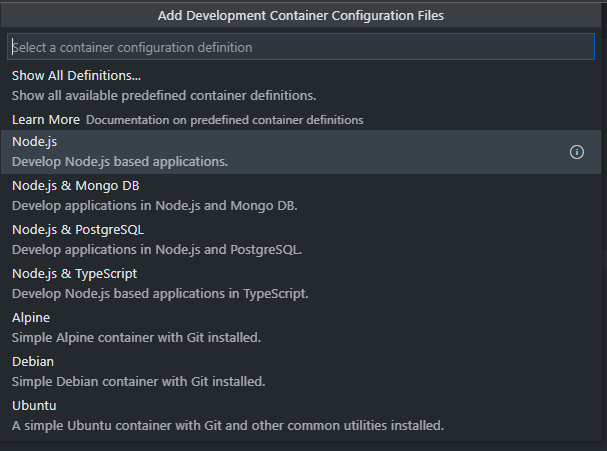 Add Development Container Configuration Files
Select a container configuration definition
Show All Definitions...
Show all available predefined container definitions.
Learn More Documentation on predefined container definitions
Node.js
Develop Node.js based applications.
Node.js & Mongo DB
Develop applications in Node.js and Mongo DB.
Node.js & PostgreSQL
Develop applications in Node.js and PostgreSQL.
Node.js & TypeScript
Develop Node.js based applications in TypeScript.
Alpine
Simple Alpine container with Git installed.
Debian
Simple Debian container with Git installed.
Ubuntu
A simple Ubuntu container with Git and other common utilities installed.